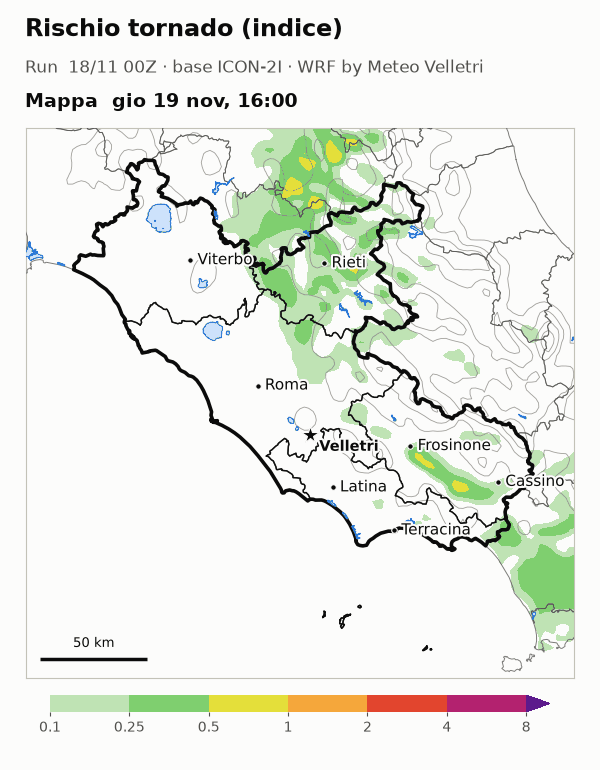 Rischio tornado (indice)
Run  18/11 00Z · base ICON-2I · WRF by Meteo Velletri
Mappa  gio 19 nov, 16:00
Viterbo
Rieti
Roma
Velletri
Frosinone
Latina
Cassino
Terracina
50 km
0.1 0.25 0.5 1 2 4 8